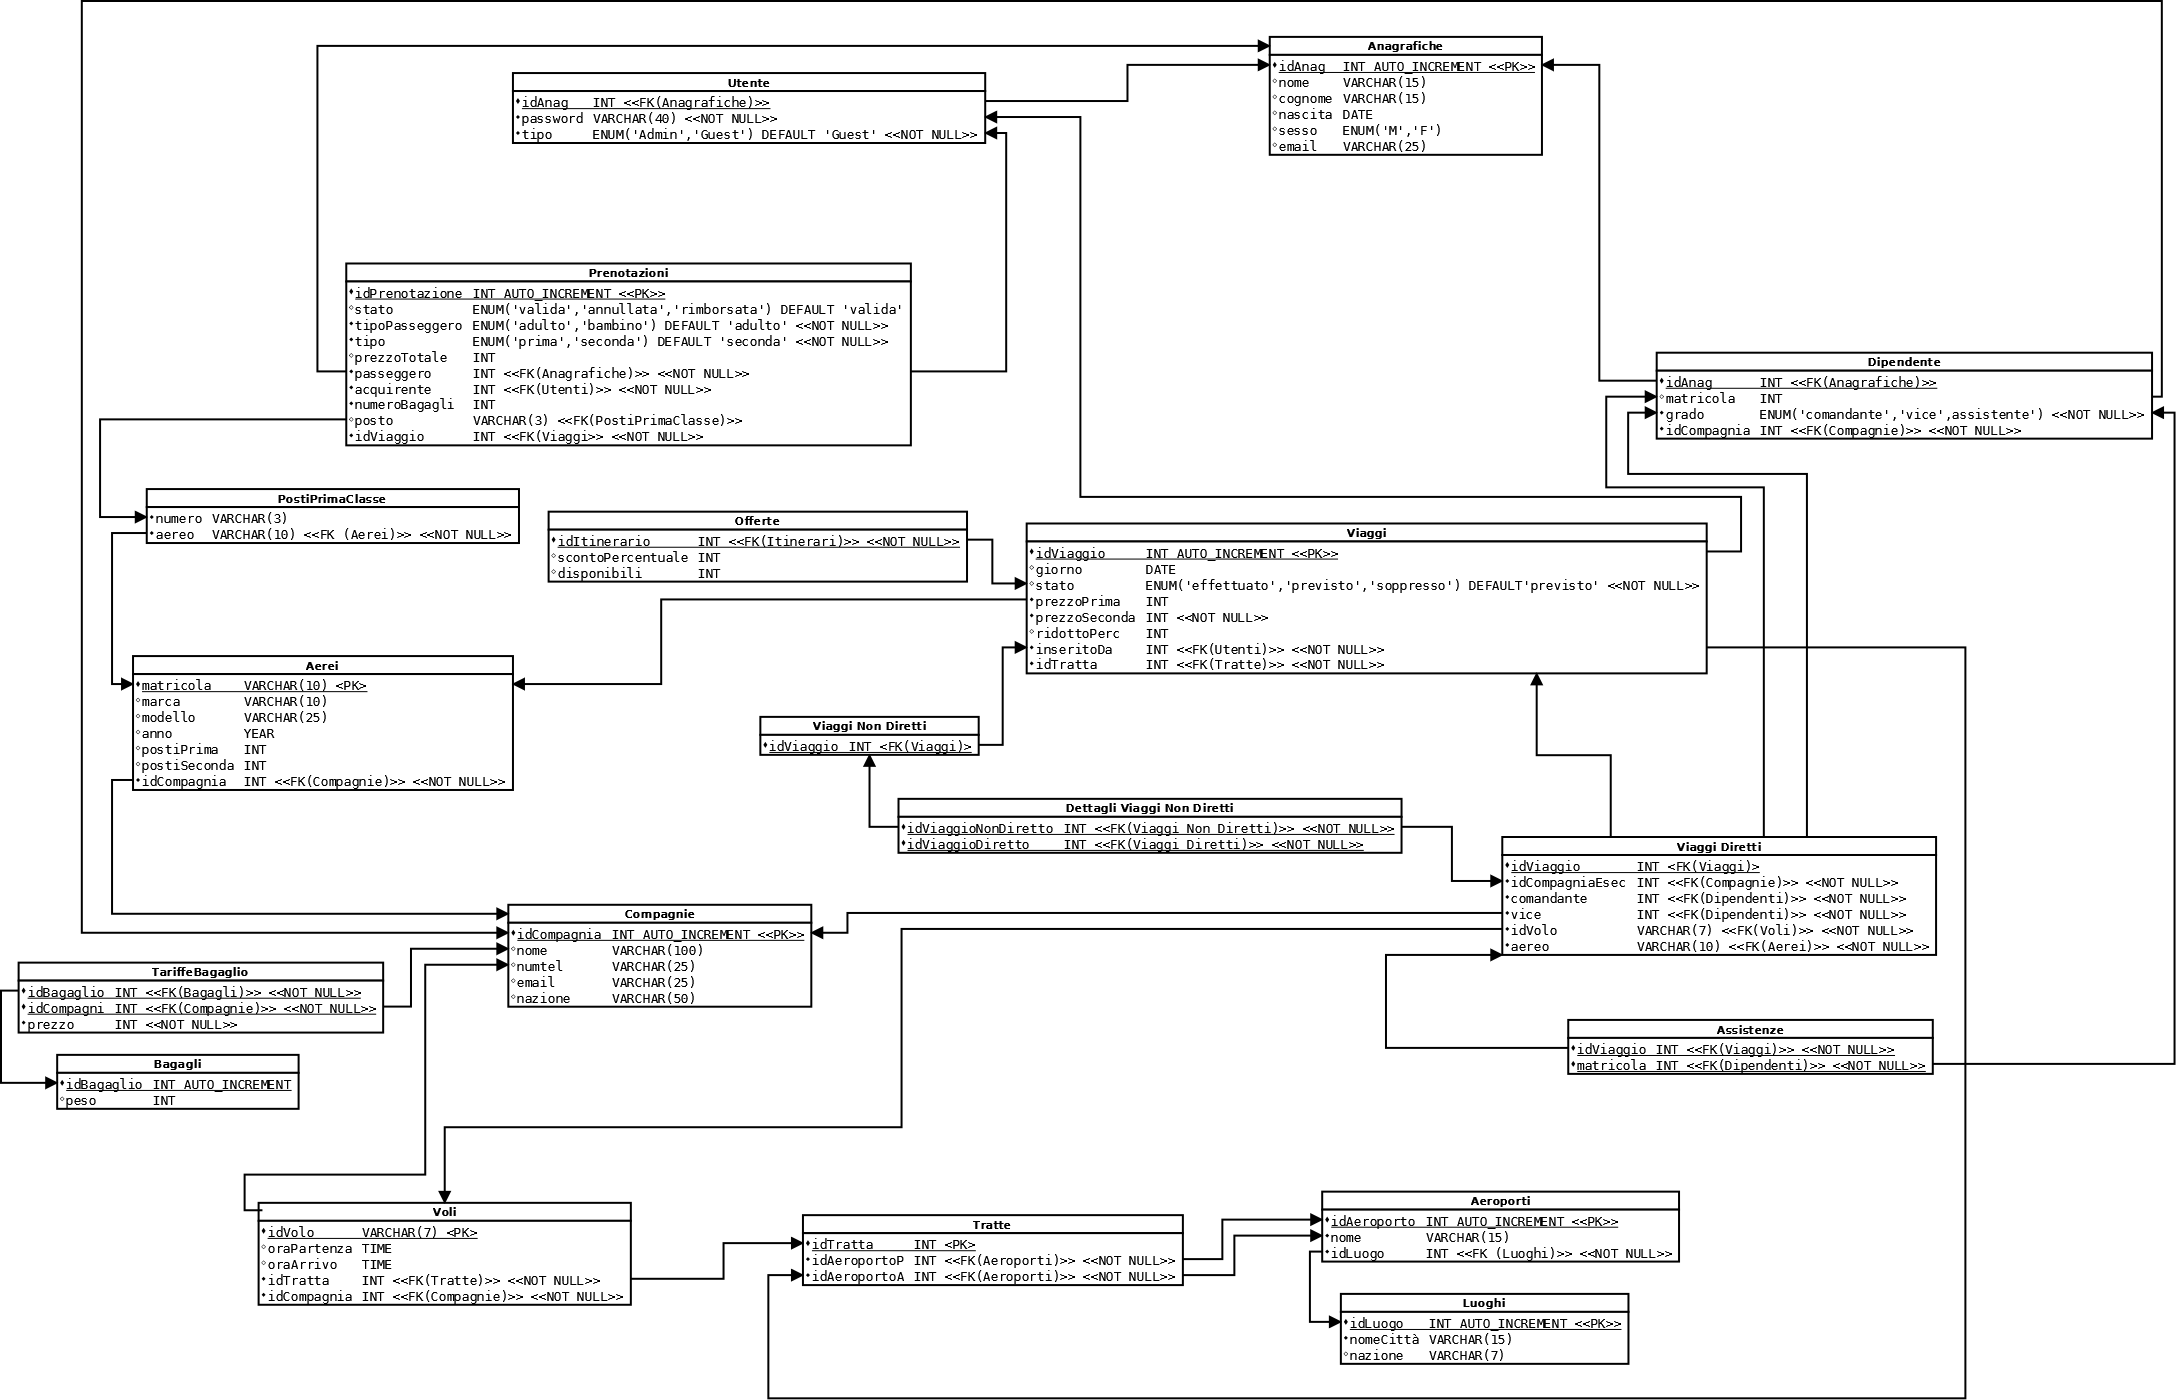 Anagrafiche
idAnag INT AUTO_INCREMENT <<PK>>
nome VARCHAR(15)
cognome VARCHAR(15)
nascita DATE
sesso ENUM('M','F')
email VARCHAR(25)
Utente
idAnag INT <<FK(Anagrafiche)>>
password VARCHAR(40) <<NOT NULL>>
tipo ENUM('Admin','Guest') DEFAULT 'Guest' <<NOT NULL>>
Prenotazioni
idPrenotazione INT AUTO_INCREMENT <<PK>>
stato ENUM('valida','annullata','rimborsata') DEFAULT 'valida'
tipoPasseggero ENUM('adulto','bambino') DEFAULT 'adulto' <<NOT NULL>>
tipo ENUM('prima','seconda') DEFAULT 'seconda' <<NOT NULL>>
prezzoTotale INT
passeggero INT <<FK(Anagrafiche)>> <<NOT NULL>>
acquirente INT <<FK(Utenti)>> <<NOT NULL>>
numeroBagagli INT
posto VARCHAR(3) <<FK(PostiPrimaClasse)>>
idViaggio INT <<FK(Viaggi>> <<NOT NULL>>
Dipendente
idAnag INT <<FK(Anagrafiche)>>
matricola INT
grado ENUM('comandante','vice',assistente') <<NOT NULL>>
idCompagnia INT <<FK(Compagnie)>> <<NOT NULL>>
PostiPrimaClasse
numero VARCHAR(3)
aereo VARCHAR(10) <<FK (Aerei)>> <<NOT NULL>>
Offerte
idItinerario INT <<FK(Itinerari)>> <<NOT NULL>>
scontoPercentuale INT
disponibili INT
Viaggi
idViaggio INT AUTO_INCREMENT <<PK>>
giorno DATE
stato ENUM('effettuato','previsto','soppresso') DEFAULT'previsto' <<NOT NULL>>
prezzoPrima INT
prezzoSeconda INT <<NOT NULL>>
ridottoPerc INT
inseritoDa INT <<FK(Utenti)>> <<NOT NULL>>
idTratta INT <<FK(Tratte)>> <<NOT NULL>>
Aerei
matricola VARCHAR(10) <PK>
marca VARCHAR(10)
modello VARCHAR(25)
anno YEAR
postiPrima INT
postiSeconda INT
idCompagnia INT <<FK(Compagnie)>> <<NOT NULL>>
Viaggi Non Diretti
idViaggio INT <FK(Viaggi)>
Dettagli Viaggi Non Diretti
idViaggioNonDiretto INT <<FK(Viaggi Non Diretti)>> <<NOT NULL>>
idViaggioDiretto INT <<FK(Viaggi Diretti)>> <<NOT NULL>>
Viaggi Diretti
idViaggio INT <FK(Viaggi)>
idCompagniaEsec INT <<FK(Compagnie)>> <<NOT NULL>>
comandante INT <<FK(Dipendenti)>> <<NOT NULL>>
vice INT <<FK(Dipendenti)>> <<NOT NULL>>
idVolo VARCHAR(7) <<FK(Voli)>> <<NOT NULL>>
aereo VARCHAR(10) <<FK(Aerei)>> <<NOT NULL>>
Compagnie
idCompagnia INT AUTO_INCREMENT <<PK>>
nome VARCHAR(100)
numtel VARCHAR(25)
email VARCHAR(25)
nazione VARCHAR(50)
TariffeBagaglio
idBagaglio INT <<FK(Bagagli)>> <<NOT NULL>>
idCompagni INT <<FK(Compagnie)>> <<NOT NULL>>
prezzo INT <<NOT NULL>>
Bagagli
idBagaglio INT AUTO_INCREMENT
peso INT
Assistenze
idViaggio INT <<FK(Viaggi)>> <<NOT NULL>>
matricola INT <<FK(Dipendenti)>> <<NOT NULL>>
Voli
idVolo VARCHAR(7) <PK>
oraPartenza TIME
oraArrivo TIME
idTratta INT <<FK(Tratte)>> <<NOT NULL>>
idCompagnia INT <<FK(Compagnie)>> <<NOT NULL>>
Tratte
idTratta INT <PK>
idAeroportoP INT <<FK(Aeroporti)>> <<NOT NULL>>
idAeroportoA INT <<FK(Aeroporti)>> <<NOT NULL>>
Aeroporti
idAeroporto INT AUTO_INCREMENT <<PK>>
nome VARCHAR(15)
idLuogo INT <<FK (Luoghi)>> <<NOT NULL>>
Luoghi
idLuogo INT AUTO_INCREMENT <<PK>>
nomeCittà VARCHAR(15)
nazione VARCHAR(7)